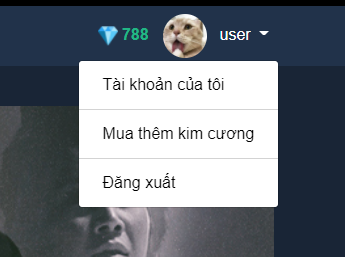 788 user
Tài khoản của tôi
Mua thêm kim cương
Đăng xuất